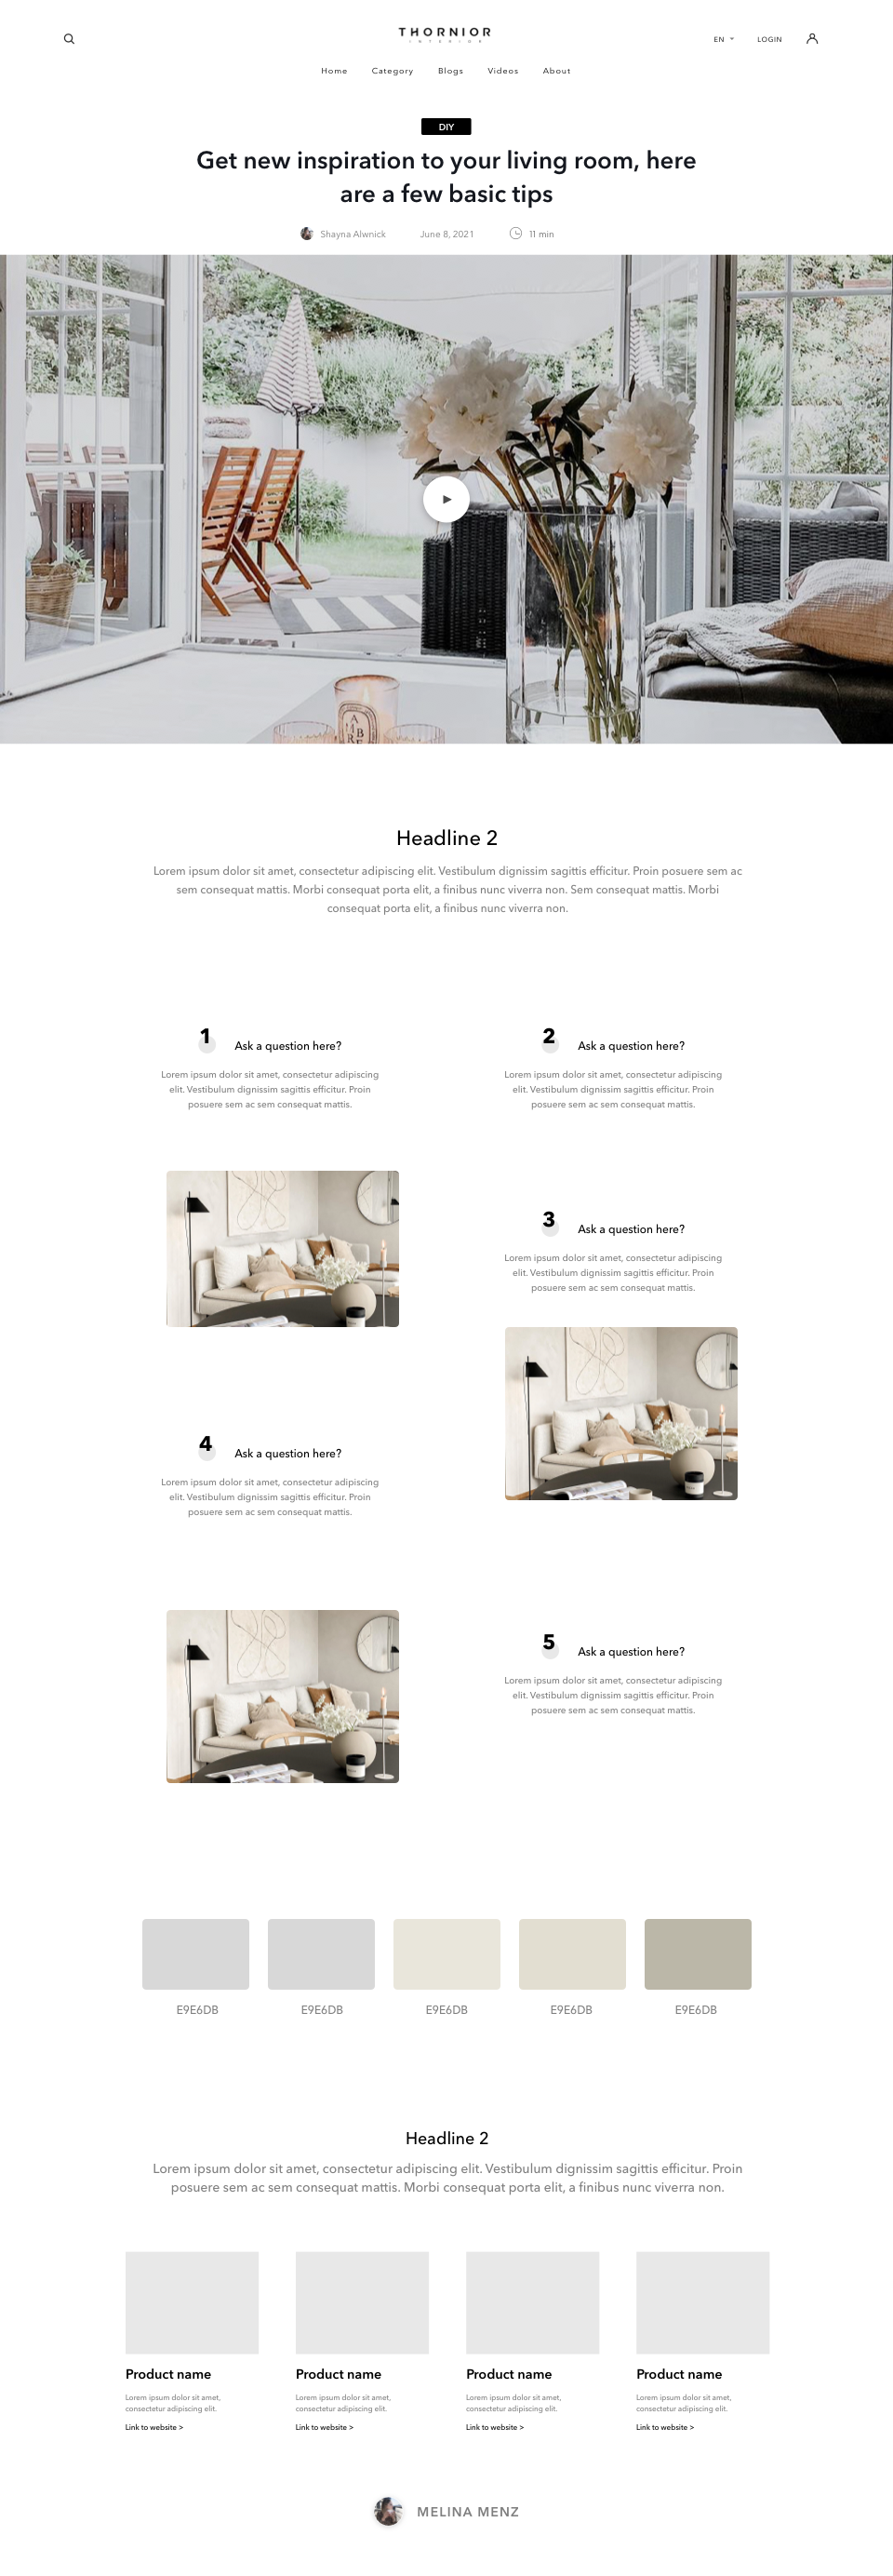 THORNIOR
INTERIOR
EN
LOGIN
Home Category Blogs Videos About
DIY
Get new inspiration to your living room, here
are a few basic tips
Shayna Alwnick June 8, 2021 11 min
Headline 2
Lorem ipsum dolor sit amet, consectetur adipiscing elit. Vestibulum dignissim sagittis efficitur. Proin posuere sem ac
sem consequat mattis. Morbi consequat porta elit, a finibus nunc viverra non. Sem consequat mattis. Morbi
consequat porta elit, a finibus nunc viverra non.
1 Ask a question here?
Lorem ipsum dolor sit amet, consectetur adipiscing
elit. Vestibulum dignissim sagittis efficitur. Proin
posuere sem ac sem consequat mattis.
2 Ask a question here?
Lorem ipsum dolor sit amet, consectetur adipiscing
elit. Vestibulum dignissim sagittis efficitur. Proin
posuere sem ac sem consequat mattis.
3 Ask a question here?
Lorem ipsum dolor sit amet, consectetur adipiscing
elit. Vestibulum dignissim sagittis efficitur. Proin
posuere sem ac sem consequat mattis.
4 Ask a question here?
Lorem ipsum dolor sit amet, consectetur adipiscing
elit. Vestibulum dignissim sagittis efficitur. Proin
posuere sem ac sem consequat mattis.
5 Ask a question here?
Lorem ipsum dolor sit amet, consectetur adipiscing
elit. Vestibulum dignissim sagittis efficitur. Proin
posuere sem ac sem consequat mattis.
E9E6DB E9E6DB E9E6DB E9E6DB E9E6DB
Headline 2
Lorem ipsum dolor sit amet, consectetur adipiscing elit. Vestibulum dignissim sagittis efficitur. Proin
posuere sem ac sem consequat mattis. Morbi consequat porta elit, a finibus nunc viverra non.
Product name
Lorem ipsum dolor sit amet,
consectetur adipiscing elit.
Link to website >
Product name
Lorem ipsum dolor sit amet,
consectetur adipiscing elit.
Link to website >
Product name
Lorem ipsum dolor sit amet,
consectetur adipiscing elit.
Link to website >
Product name
Lorem ipsum dolor sit amet,
consectetur adipiscing elit.
Link to website >
MELINA MENZ